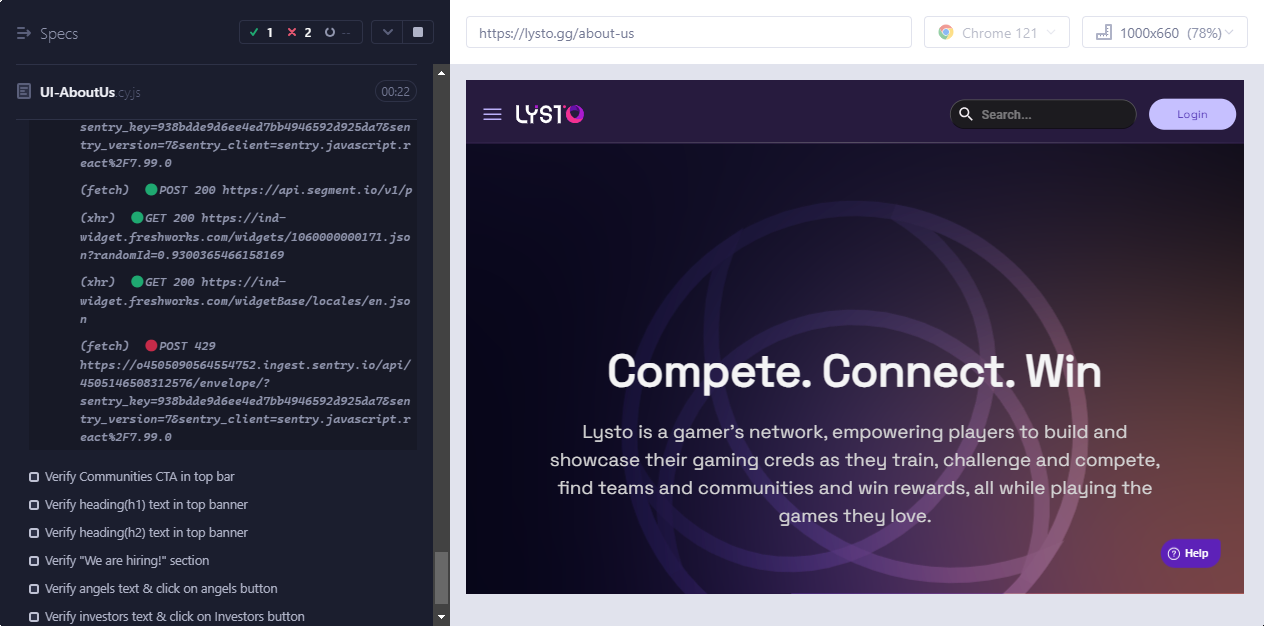 Specs
1 2 --
UI-AboutUs.cy.js 00:22
sentry_key=938bdde9d6ee4ed7bb4946592d925da7&sen
try_version=7&sentry_client=sentry.javascript.r
eact%2F7.99.0
(fetch) POST 200 https://api.segment.io/v1/p
(xhr) GET 200 https://ind-
widget.freshworks.com/widgets/1060000000171.jso
n?randomId=0.9300365466158169
(xhr) GET 200 https://ind-
widget.freshworks.com/widgetBase/locales/en.jso
n
(fetch) POST 429
https://o4505090564554752.ingest.sentry.io/api/
4505146508312576/envelope/?
sentry_key=938bdde9d6ee4ed7bb4946592d925da7&sen
try_version=7&sentry_client=sentry.javascript.r
eact%2F7.99.0
Verify Communities CTA in top bar
Verify heading(h1) text in top banner
Verify heading(h2) text in top banner
Verify "We are hiring!" section
Verify angels text & click on angels button
Verify investors text & click on Investors button
https://lysto.gg/about-us
Chrome 121
1000x660 (78%)
LYSTO
Search...
Login
Compete. Connect. Win
Lysto is a gamer's network, empowering players to build and
showcase their gaming creds as they train, challenge and compete,
find teams and communities and win rewards, all while playing the
games they love.
Help